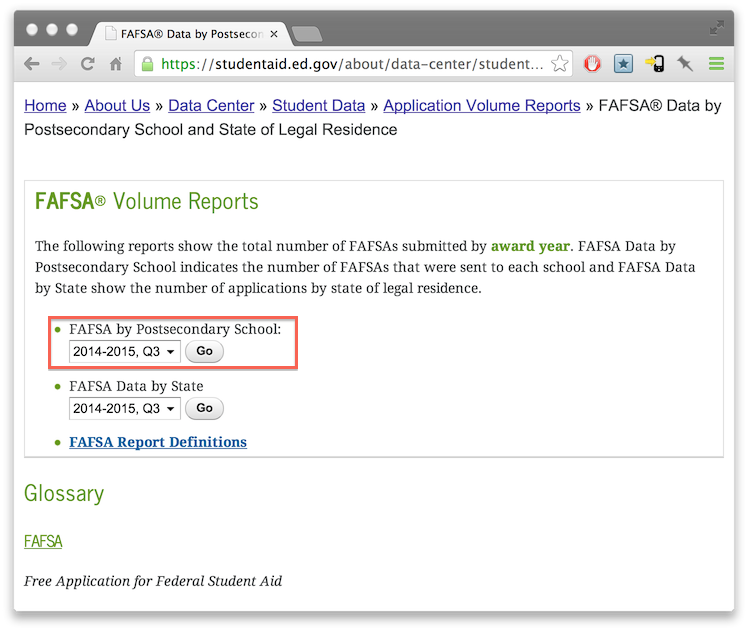 FAFSA® Data by Postsecon
https://studentaid.ed.gov/about/data-center/student...
Home » About Us » Data Center » Student Data » Application Volume Reports » FAFSA® Data by
Postsecondary School and State of Legal Residence
FAFSA® Volume Reports
The following reports show the total number of FAFSAs submitted by award year. FAFSA Data by
Postsecondary School indicates the number of FAFSAs that were sent to each school and FAFSA Data
by State show the number of applications by state of legal residence.
FAFSA by Postsecondary School:
2014-2015, Q3 Go
FAFSA Data by State
2014-2015, Q3 Go
FAFSA Report Definitions
Glossary
FAFSA
Free Application for Federal Student Aid